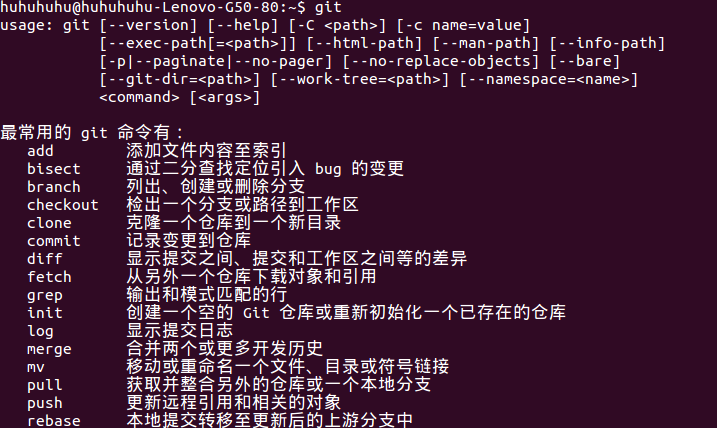 huhuhuhu@huhuhuhu-Lenovo-G50-80:~$ git
usage: git [--version] [--help] [-C <path>] [-c name=value]
           [--exec-path[=<path>]] [--html-path] [--man-path] [--info-path]
           [-p|--paginate|--no-pager] [--no-replace-objects] [--bare]
           [--git-dir=<path>] [--work-tree=<path>] [--namespace=<name>]
           <command> [<args>]

最常用的 git 命令有：
   add        添加文件内容至索引
   bisect     通过二分查找定位引入 bug 的变更
   branch     列出、创建或删除分支
   checkout   检出一个分支或路径到工作区
   clone      克隆一个仓库到一个新目录
   commit     记录变更到仓库
   diff       显示提交之间、提交和工作区之间等的差异
   fetch      从另外一个仓库下载对象和引用
   grep       输出和模式匹配的行
   init       创建一个空的 Git 仓库或重新初始化一个已存在的仓库
   log        显示提交日志
   merge      合并两个或更多开发历史
   mv         移动或重命名一个文件、目录或符号链接
   pull       获取并整合另外的仓库或一个本地分支
   push       更新远程引用和相关的对象
   rebase     本地提交转移至更新后的上游分支中